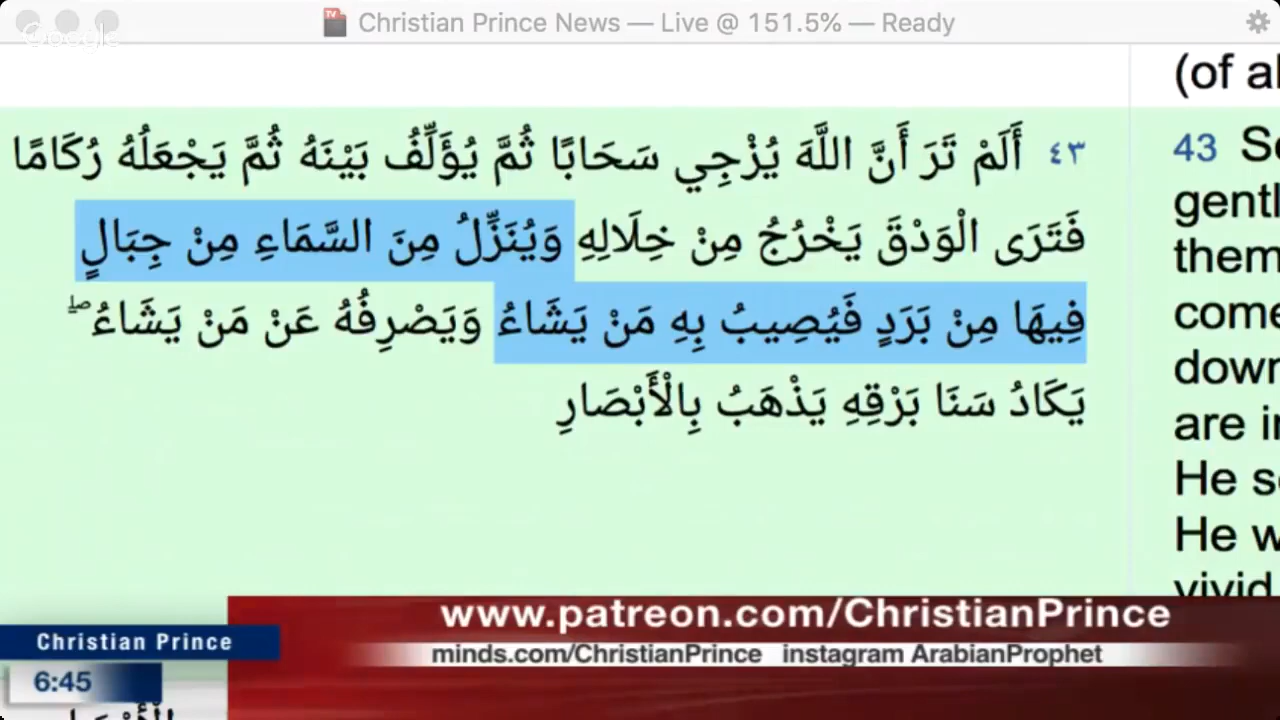 Christian Prince News — Live @ 151.5% — Ready
Google
(of al
٤٣ أَلَمْ تَرَ أَنَّ اللَّهَ يُزْجِي سَحَابًا ثُمَّ يُؤَلِّفُ بَيْنَهُ ثُمَّ يَجْعَلُهُ رُكَامًا
فَتَرَى الْوَدْقَ يَخْرُجُ مِنْ خِلَالِهِ وَيُنَزِّلُ مِنَ السَّمَاءِ مِنْ جِبَالٍ
فِيهَا مِنْ بَرَدٍ فَيُصِيبُ بِهِ مَنْ يَشَاءُ وَيَصْرِفُهُ عَنْ مَنْ يَشَاءُ ۖ
يَكَادُ سَنَا بَرْقِهِ يَذْهَبُ بِالْأَبْصَارِ
43 Se
gentl
them
come
down
are i
He s
He w
vivid
www.patreon.com/ChristianPrince
minds.com/ChristianPrince instagram ArabianProphet
Christian Prince
6:45